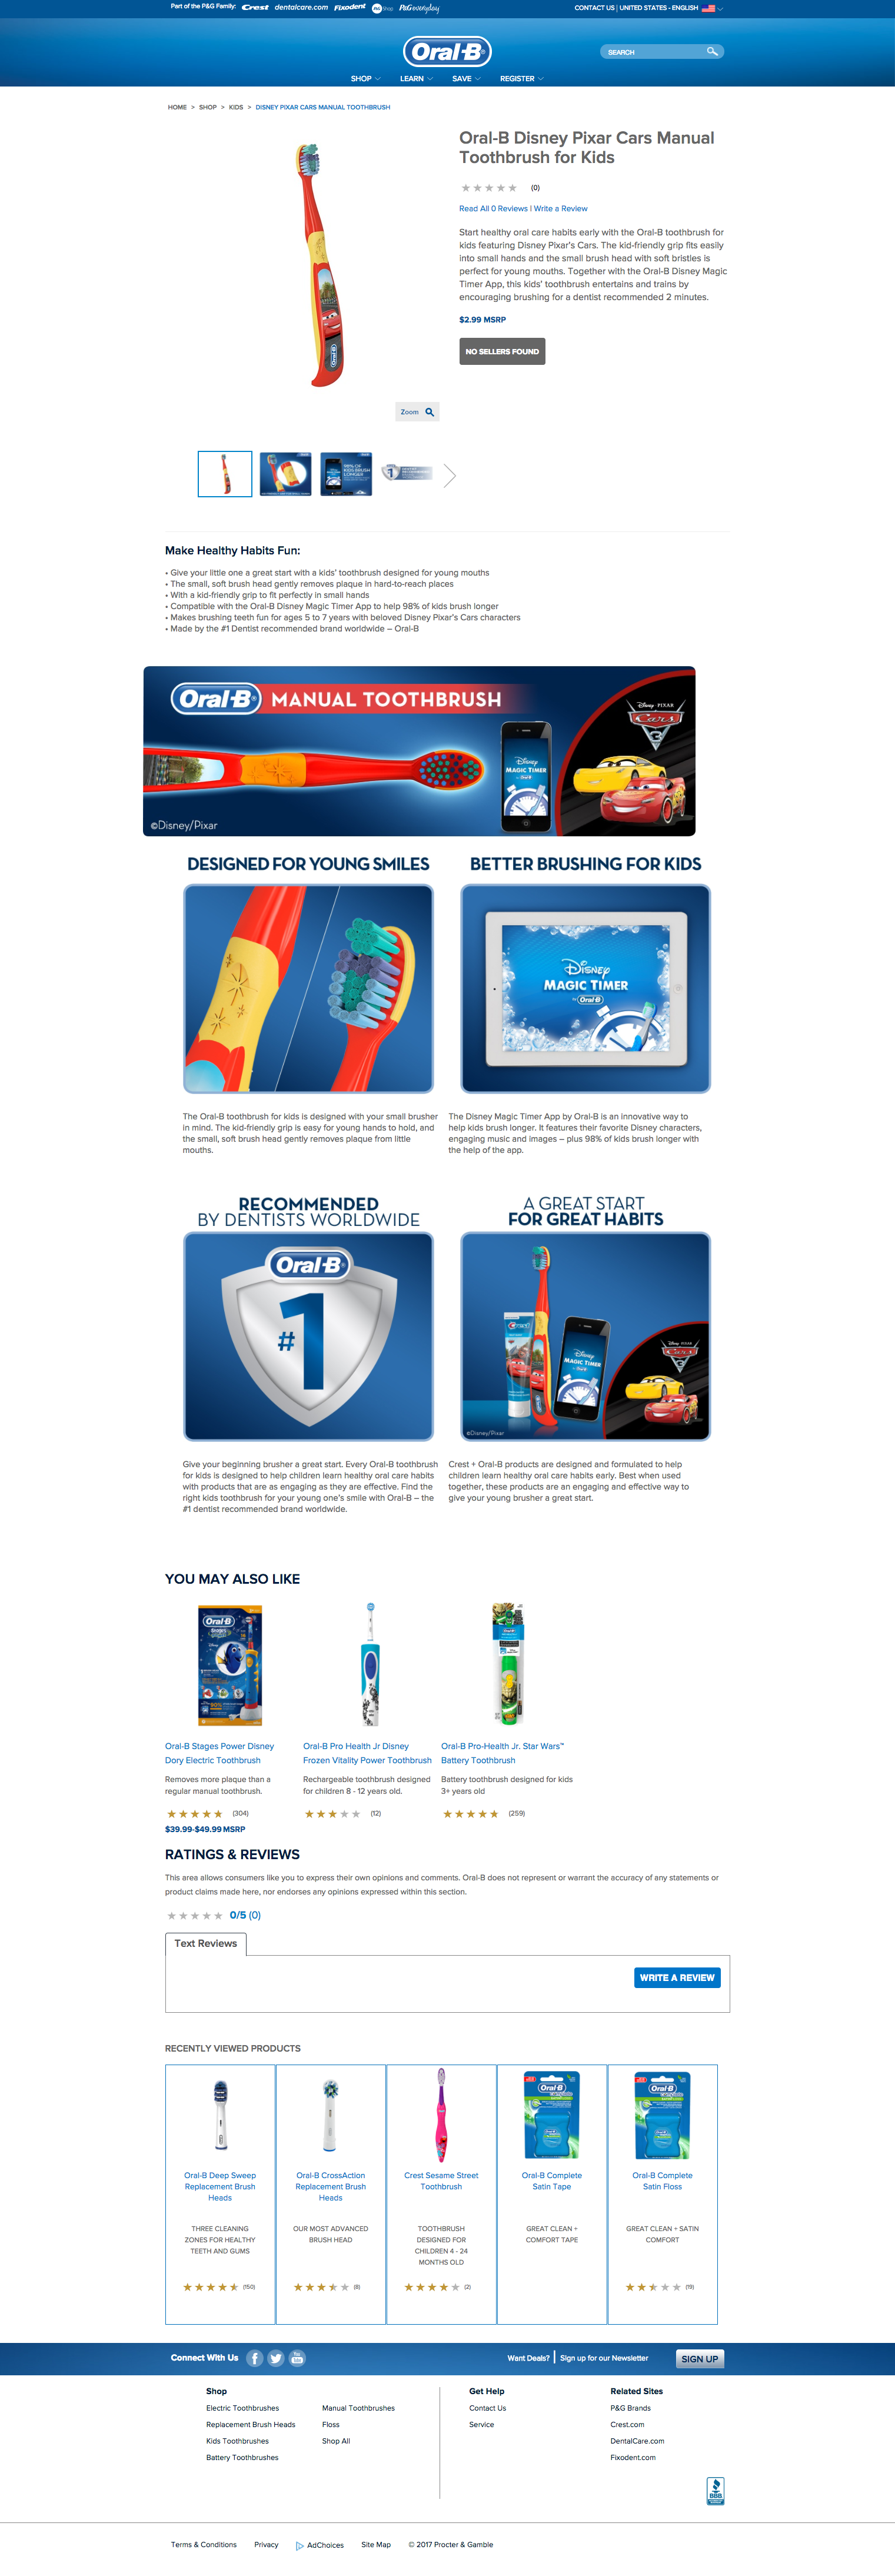 Part of the P&G Family: Crest dentalcare.com Fixodent P&G Shop P&G everyday
CONTACT US | UNITED STATES - ENGLISH
Oral-B
SEARCH
SHOP LEARN SAVE REGISTER
HOME > SHOP > KIDS > DISNEY PIXAR CARS MANUAL TOOTHBRUSH
Oral-B Disney Pixar Cars Manual
Toothbrush for Kids
(0)
Read All 0 Reviews | Write a Review
Start healthy oral care habits early with the Oral-B toothbrush for
kids featuring Disney Pixar's Cars. The kid-friendly grip fits easily
into small hands and the small brush head with soft bristles is
perfect for young mouths. Together with the Oral-B Disney Magic
Timer App, this kids' toothbrush entertains and trains by
encouraging brushing for a dentist recommended 2 minutes.
$2.99 MSRP
NO SELLERS FOUND
Oral-B
Zoom
98% OF
KIDS BRUSH
LONGER
Make Healthy Habits Fun:
• Give your little one a great start with a kids' toothbrush designed for young mouths
• The small, soft brush head gently removes plaque in hard-to-reach places
• With a kid-friendly grip to fit perfectly in small hands
• Compatible with the Oral-B Disney Magic Timer App to help 98% of kids brush longer
• Makes brushing teeth fun for ages 5 to 7 years with beloved Disney Pixar's Cars characters
• Made by the #1 Dentist recommended brand worldwide – Oral-B
Oral-B MANUAL TOOTHBRUSH
Disney PIXAR
Cars
3
Disney
MAGIC TIMER
by Oral-B
©Disney/Pixar
DESIGNED FOR YOUNG SMILES
BETTER BRUSHING FOR KIDS
Disney
MAGIC TIMER
by Oral-B
The Oral-B toothbrush for kids is designed with your small brusher
in mind. The kid-friendly grip is easy for young hands to hold, and
the small, soft brush head gently removes plaque from little
mouths.
The Disney Magic Timer App by Oral-B is an innovative way to
help kids brush longer. It features their favorite Disney characters,
engaging music and images – plus 98% of kids brush longer with
the help of the app.
RECOMMENDED
BY DENTISTS WORLDWIDE
A GREAT START
FOR GREAT HABITS
Oral-B
#1
Crest
Disney
MAGIC TIMER
Disney PIXAR
Cars
3
©Disney/Pixar
Give your beginning brusher a great start. Every Oral-B toothbrush
for kids is designed to help children learn healthy oral care habits
with products that are as engaging as they are effective. Find the
right kids toothbrush for your young one's smile with Oral-B – the
#1 dentist recommended brand worldwide.
Crest + Oral-B products are designed and formulated to help
children learn healthy oral care habits early. Best when used
together, these products are an engaging and effective way to
give your young brusher a great start.
YOU MAY ALSO LIKE
Oral-B
Stages
90%
Oral-B Stages Power Disney
Dory Electric Toothbrush
Removes more plaque than a
regular manual toothbrush.
(304)
$39.99-$49.99 MSRP
Oral-B Pro Health Jr Disney
Frozen Vitality Power Toothbrush
Rechargeable toothbrush designed
for children 8 - 12 years old.
(12)
Oral-B Pro-Health Jr. Star Wars™
Battery Toothbrush
Battery toothbrush designed for kids
3+ years old
(259)
RATINGS & REVIEWS
This area allows consumers like you to express their own opinions and comments. Oral-B does not represent or warrant the accuracy of any statements or
product claims made here, nor endorses any opinions expressed within this section.
0/5 (0)
Text Reviews
WRITE A REVIEW
RECENTLY VIEWED PRODUCTS
Oral-B Deep Sweep
Replacement Brush
Heads
THREE CLEANING
ZONES FOR HEALTHY
TEETH AND GUMS
(150)
Oral-B CrossAction
Replacement Brush
Heads
OUR MOST ADVANCED
BRUSH HEAD
(8)
Crest Sesame Street
Toothbrush
TOOTHBRUSH
DESIGNED FOR
CHILDREN 4 - 24
MONTHS OLD
(2)
Oral-B
Oral-B Complete
Satin Tape
GREAT CLEAN +
COMFORT TAPE
Oral-B
Oral-B Complete
Satin Floss
GREAT CLEAN + SATIN
COMFORT
(19)
Connect With Us
Want Deals? | Sign up for our Newsletter
SIGN UP
Shop
Electric Toothbrushes
Replacement Brush Heads
Kids Toothbrushes
Battery Toothbrushes
Manual Toothbrushes
Floss
Shop All
Get Help
Contact Us
Service
Related Sites
P&G Brands
Crest.com
DentalCare.com
Fixodent.com
BBB
Terms & Conditions Privacy AdChoices Site Map © 2017 Procter & Gamble